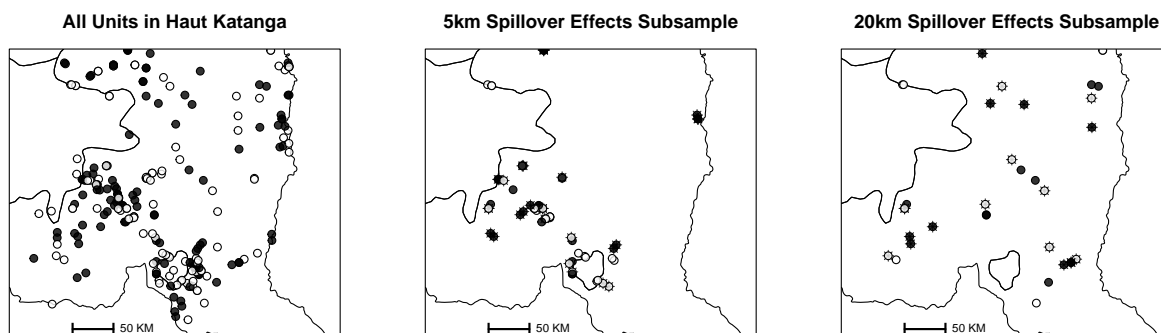 All Units in Haut Katanga
5km Spillover Effects Subsample
20km Spillover Effects Subsample
50 KM
50 KM
50 KM